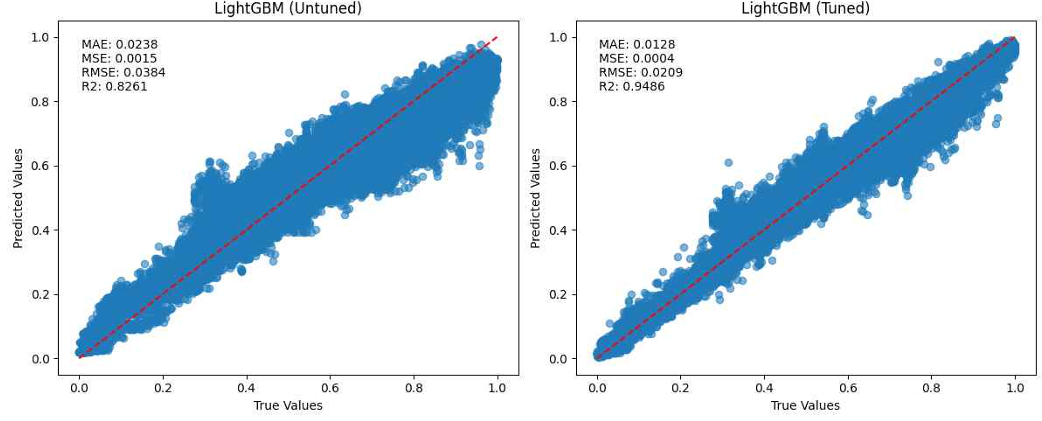 LightGBM (Untuned)
MAE: 0.0238
MSE: 0.0015
RMSE: 0.0384
R2: 0.8261
1.0
0.8
0.6
0.4
0.2
0.0
Predicted Values
0.0 0.2 0.4 0.6 0.8 1.0
True Values
LightGBM (Tuned)
MAE: 0.0128
MSE: 0.0004
RMSE: 0.0209
R2: 0.9486
1.0
0.8
0.6
0.4
0.2
0.0
Predicted Values
0.0 0.2 0.4 0.6 0.8 1.0
True Values